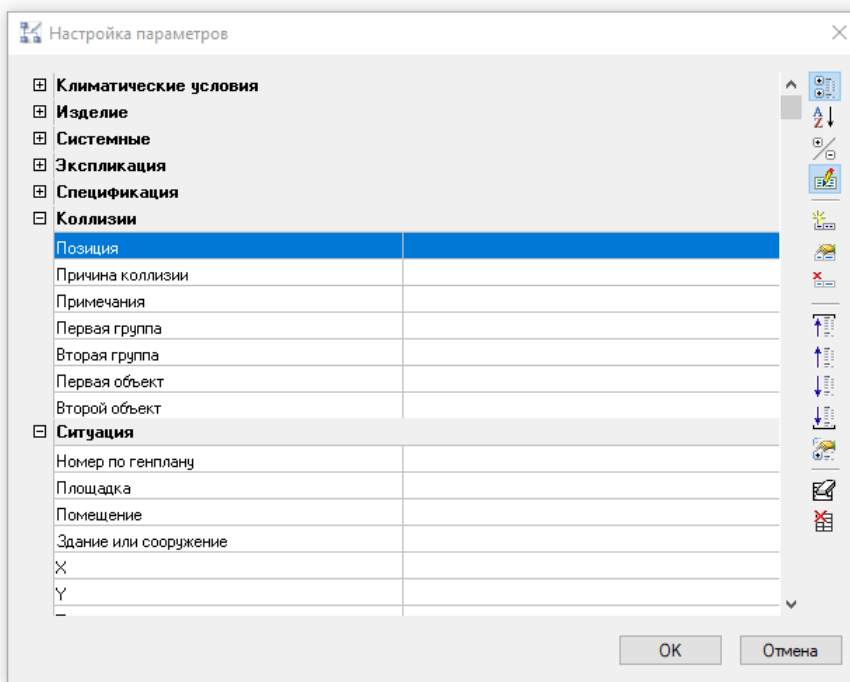 Настройка параметров
Климатические условия
Изделие
Системные
Экспликация
Спецификация
Коллизии
Позиция
Причина коллизии
Примечания
Первая группа
Вторая группа
Первая объект
Второй объект
Ситуация
Номер по генплану
Площадка
Помещение
Здание или сооружение
X
Y
OK Отмена